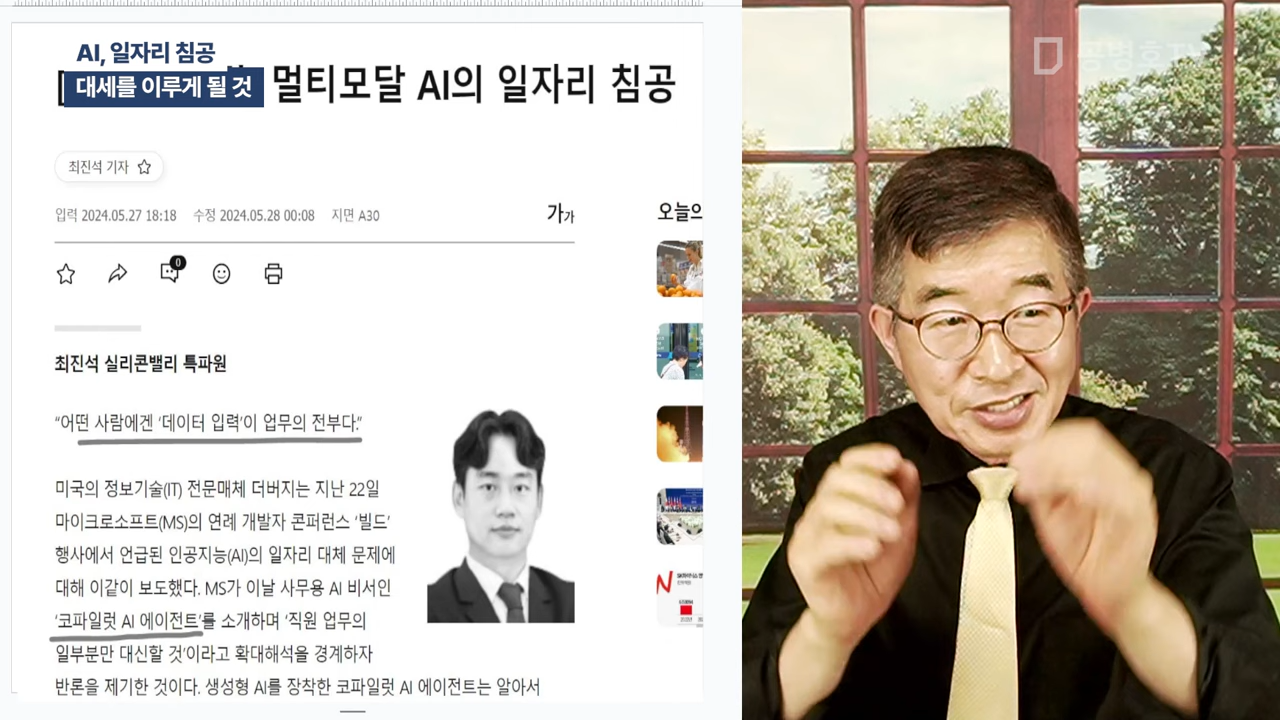 AI, 일자리 침공
대세를 이루게 될 것
멀티모달 AI의 일자리 침공
최진석 기자
입력 2024.05.27 18:18 수정 2024.05.28 00:08 지면 A30
가가
오늘의
0
최진석 실리콘밸리 특파원
“어떤 사람에겐 ‘데이터 입력’이 업무의 전부다.”
미국의 정보기술(IT) 전문매체 더버지는 지난 22일
마이크로소프트(MS)의 연례 개발자 콘퍼런스 ‘빌드’
행사에서 언급된 인공지능(AI)의 일자리 대체 문제에
대해 이같이 보도했다. MS가 이날 사무용 AI 비서인
‘코파일럿 AI 에이전트’를 소개하며 ‘직원 업무의
일부분만 대신할 것’이라고 확대해석을 경계하자
반론을 제기한 것이다. 생성형 AI를 장착한 코파일럿 AI 에이전트는 알아서
공병호TV